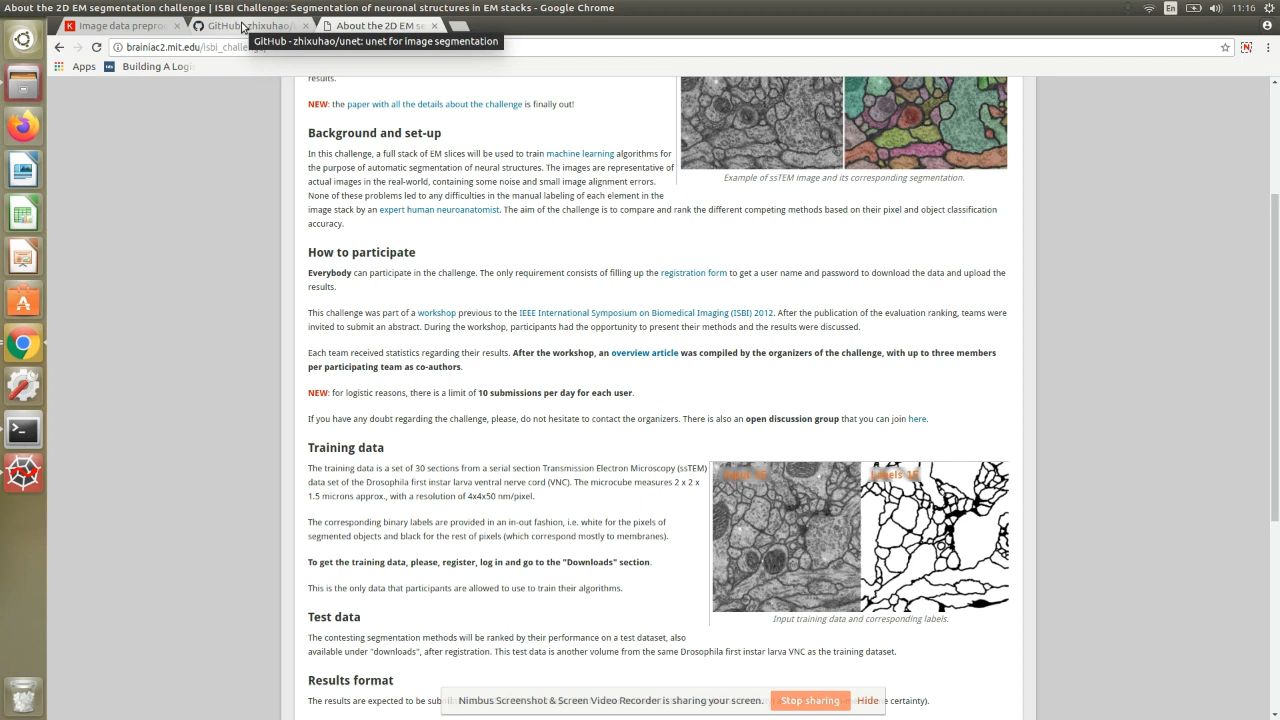 About the 2D EM segmentation challenge | ISBI Challenge: Segmentation of neuronal structures in EM stacks - Google Chrome
En
11:16
Image data preproc
GitHub zhixuhao/
About the 2D EM se
GitHub - zhixuhao/unet: unet for image segmentation
brainiac2.mit.edu/isbi_challenge
Apps
Building A Logis
results.
NEW: the paper with all the details about the challenge is finally out!
Background and set-up
In this challenge, a full stack of EM slices will be used to train machine learning algorithms for
the purpose of automatic segmentation of neural structures. The images are representative of
actual images in the real-world, containing some noise and small image alignment errors.
None of these problems led to any difficulties in the manual labeling of each element in the
image stack by an expert human neuroanatomist. The aim of the challenge is to compare and rank the different competing methods based on their pixel and object classification
accuracy.
Example of ssTEM image and its corresponding segmentation.
How to participate
Everybody can participate in the challenge. The only requirement consists of filling up the registration form to get a user name and password to download the data and upload the
results.
This challenge was part of a workshop previous to the IEEE International Symposium on Biomedical Imaging (ISBI) 2012. After the publication of the evaluation ranking, teams were
invited to submit an abstract. During the workshop, participants had the opportunity to present their methods and the results were discussed.
Each team received statistics regarding their results. After the workshop, an overview article was compiled by the organizers of the challenge, with up to three members
per participating team as co-authors.
NEW: for logistic reasons, there is a limit of 10 submissions per day for each user.
If you have any doubt regarding the challenge, please, do not hesitate to contact the organizers. There is also an open discussion group that you can join here.
Training data
The training data is a set of 30 sections from a serial section Transmission Electron Microscopy (ssTEM)
data set of the Drosophila first instar larva ventral nerve cord (VNC). The microcube measures 2 x 2 x
1.5 microns approx., with a resolution of 4x4x50 nm/pixel.
The corresponding binary labels are provided in an in-out fashion, i.e. white for the pixels of
segmented objects and black for the rest of pixels (which correspond mostly to membranes).
To get the training data, please, register, log in and go to the "Downloads" section.
This is the only data that participants are allowed to use to train their algorithms.
Input training data and corresponding labels.
Test data
The contesting segmentation methods will be ranked by their performance on a test dataset, also
available under "downloads", after registration. This test data is another volume from the same Drosophila first instar larva VNC as the training dataset.
Results format
The results are expected to be
certainty).
Nimbus Screenshot & Screen Video Recorder is sharing your screen.
Stop sharing
Hide